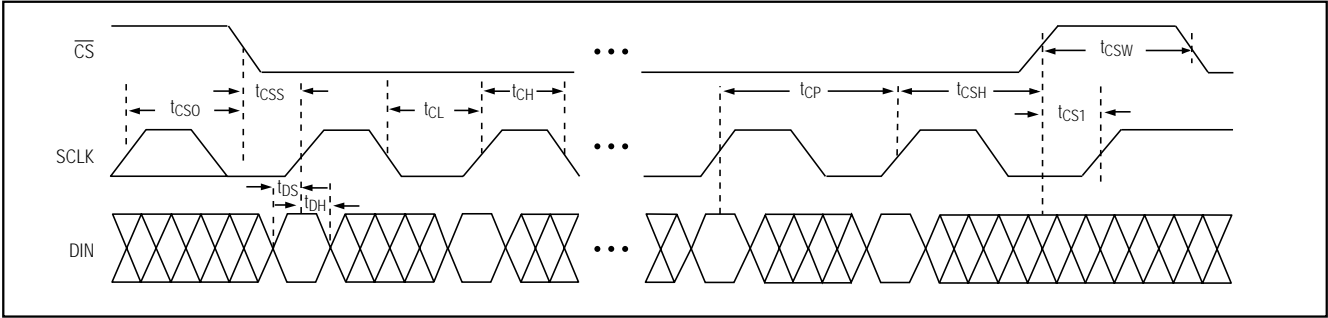 CS
tCSW
tCSS
tCSO
tCL
tCH
tCP
tCSH
tCS1
SCLK
tDS
tDH
DIN